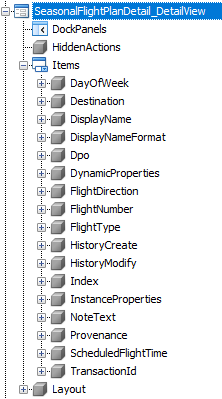 SeasonalFlightPlanDetail_DetailView
DockPanels
HiddenActions
Items
DayOfWeek
Destination
DisplayName
DisplayNameFormat
Dpo
DynamicProperties
FlightDirection
FlightNumber
FlightType
HistoryCreate
HistoryModify
Index
InstanceProperties
NoteText
Provenance
ScheduledFlightTime
TransactionId
Layout